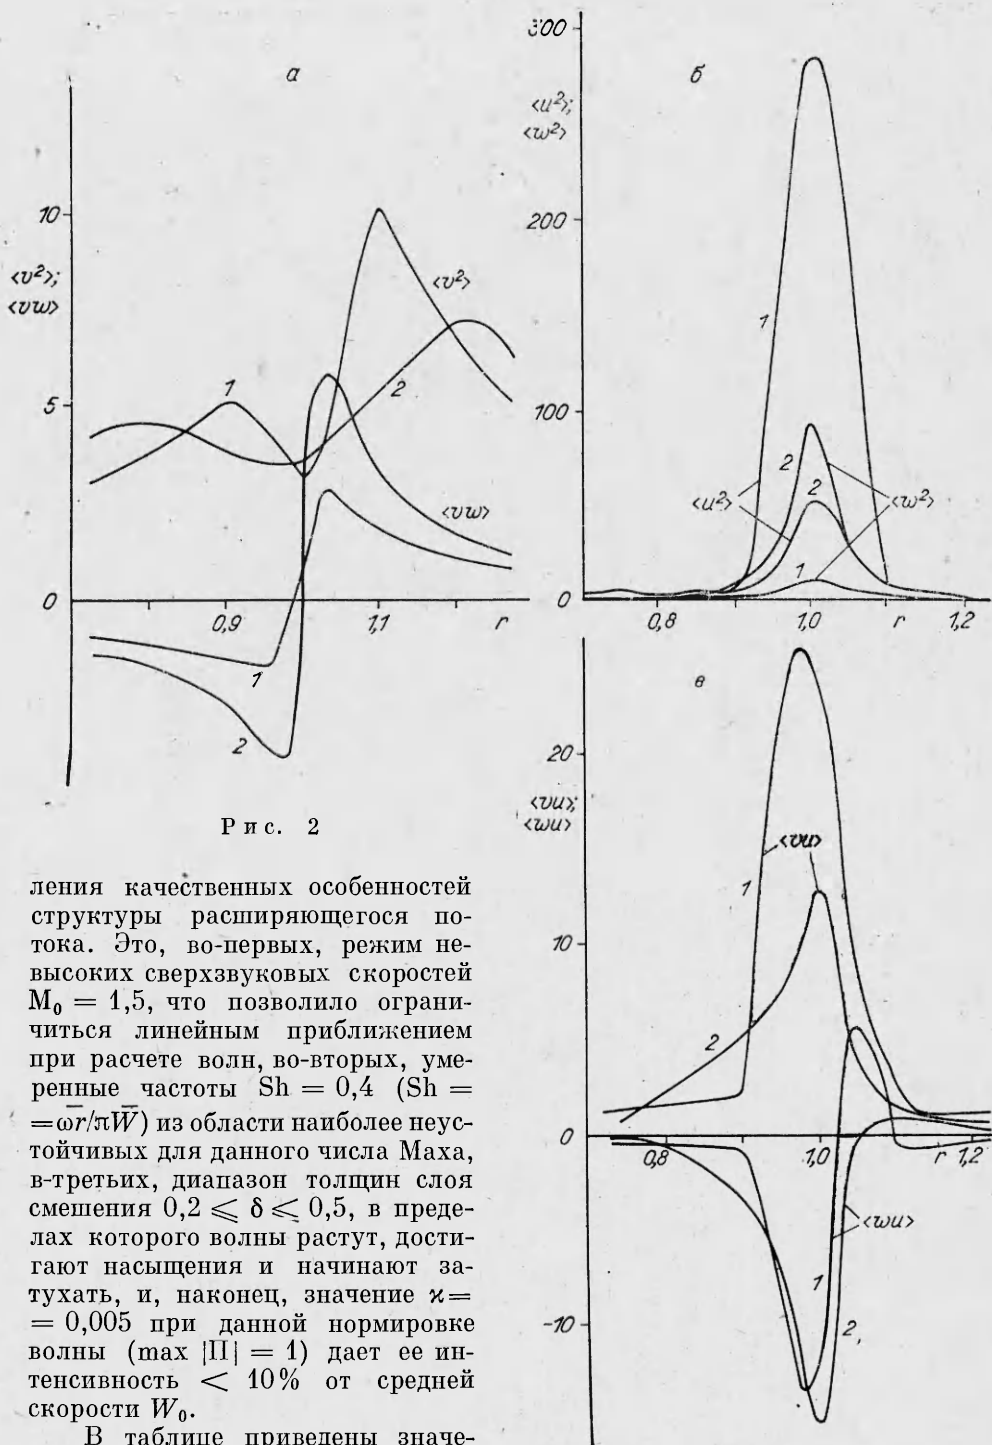 а
10
<v²>;
<vw>
5
0
0,9
1,1
r
1
2
<v²>
<vw>
1
2
Рис. 2
300
б
<u²>;
<w²>
200
1
100
2
2
<u²>
<w²>
1
0
0,8
1,0
r
1,2
в
20
<vu>;
<wu>
<vu>
1
10
2
0
0,8
1,0
r
1,2
<wu>
1
-10
2
ления качественных особенностей
структуры расширяющегося по-
тока. Это, во-первых, режим не-
высоких сверхзвуковых скоростей
M₀ = 1,5, что позволило ограни-
читься линейным приближением
при расчете волн, во-вторых, уме-
ренные частоты Sh = 0,4 (Sh =
= ωr̄/πW̄) из области наиболее неус-
тойчивых для данного числа Маха,
в-третьих, диапазон толщин слоя
смешения 0,2 ⩽ δ ⩽ 0,5, в преде-
лах которого волны растут, дости-
гают насыщения и начинают за-
тухать, и, наконец, значение ϰ =
= 0,005 при данной нормировке
волны (max |П| = 1) дает ее ин-
тенсивность < 10% от средней
скорости W₀.
В таблице приведены значе-